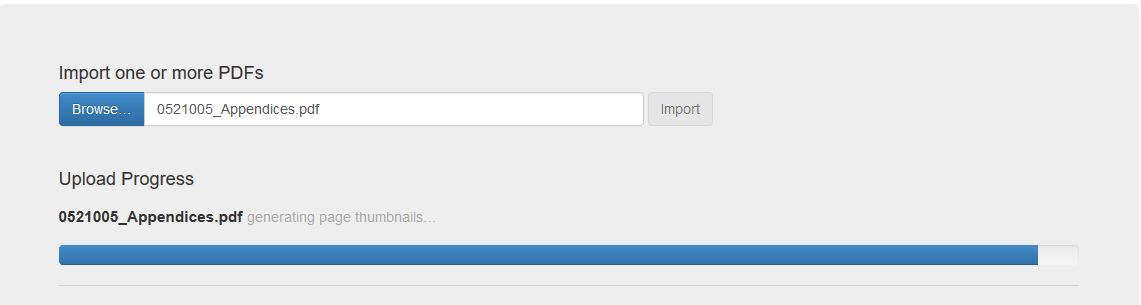 Import one or more PDFs
Browse... 0521005_Appendices.pdf Import
Upload Progress
0521005_Appendices.pdf generating page thumbnails...